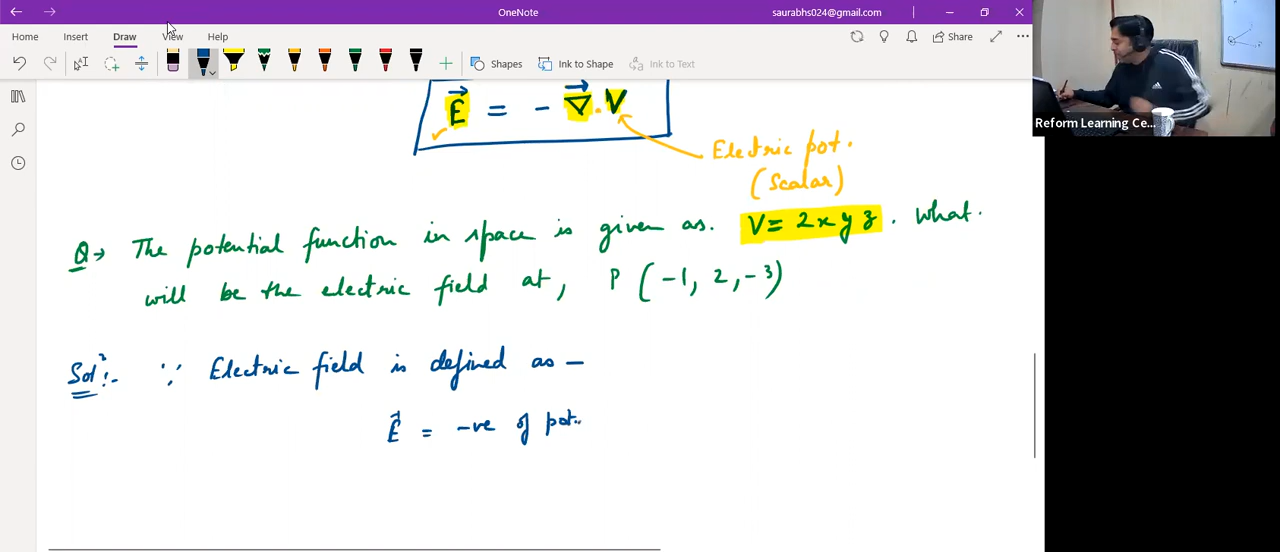 OneNote
saurabhs024@gmail.com
Home Insert Draw View Help
Share
Shapes Ink to Shape Ink to Text
E⃗ = - ∇⃗ . V
Reform Learning Ce...
Electric pot.
(Scalar)
Q→ The potential function in space is given as. V= 2xyz. What.
will be the electric field at, P (-1, 2, -3)
Solⁿ:- ∵ Electric field is defined as –
E⃗ = -ve of pot..